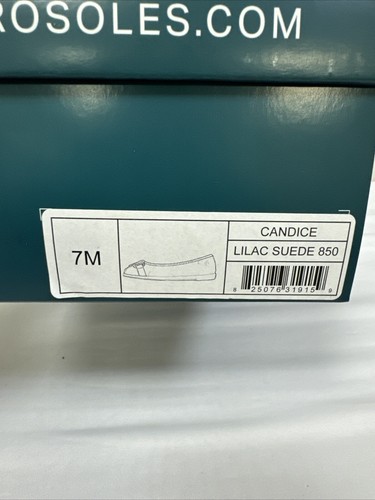 ROSOLES.COM
7M
CANDICE
LILAC SUEDE 850
8 25076 31915 9